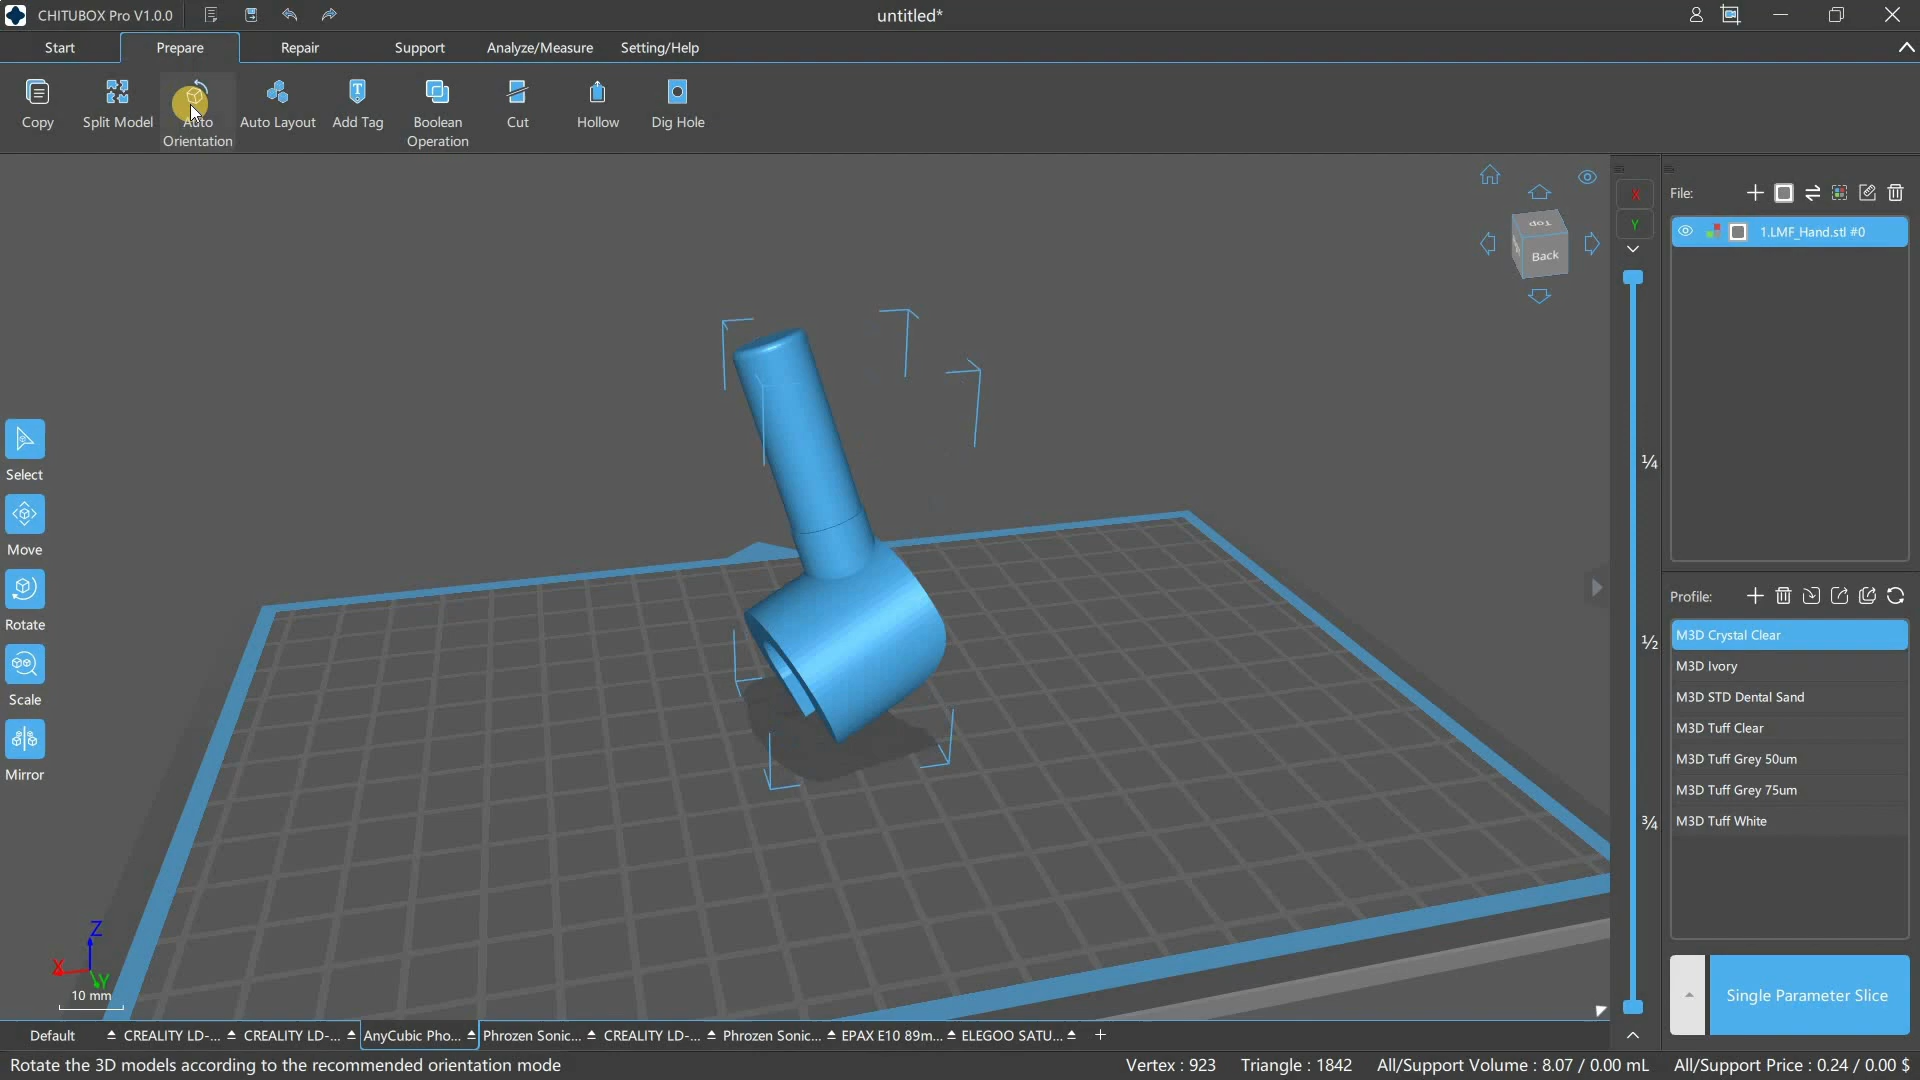 CHITUBOX Pro V1.0.0
untitled*
Start
Prepare
Repair
Support
Analyze/Measure
Setting/Help
Copy
Split Model
Auto
Orientation
Auto Layout
Add Tag
Boolean
Operation
Cut
Hollow
Dig Hole
Top
Back
X
Y
File:
1.LMF_Hand.stl #0
1/4
1/2
3/4
Select
Move
Rotate
Scale
Mirror
Profile:
M3D Crystal Clear
M3D Ivory
M3D STD Dental Sand
M3D Tuff Clear
M3D Tuff Grey 50um
M3D Tuff Grey 75um
M3D Tuff White
Z
X
Y
10 mm
Single Parameter Slice
Default
CREALITY LD-...
CREALITY LD-...
AnyCubic Pho...
Phrozen Sonic...
CREALITY LD-...
Phrozen Sonic...
EPAX E10 89m...
ELEGOO SATU...
Rotate the 3D models according to the recommended orientation mode
Vertex : 923
Triangle : 1842
All/Support Volume : 8.07 / 0.00 mL
All/Support Price : 0.24 / 0.00 $